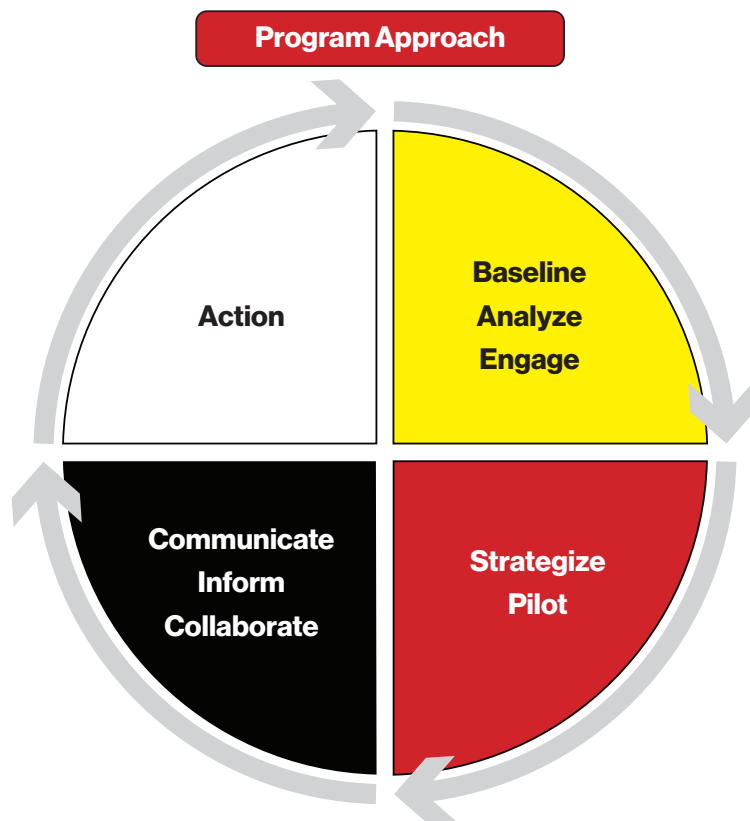 Program Approach
Action
Baseline
Analyze
Engage
Communicate
Inform
Collaborate
Strategize
Pilot